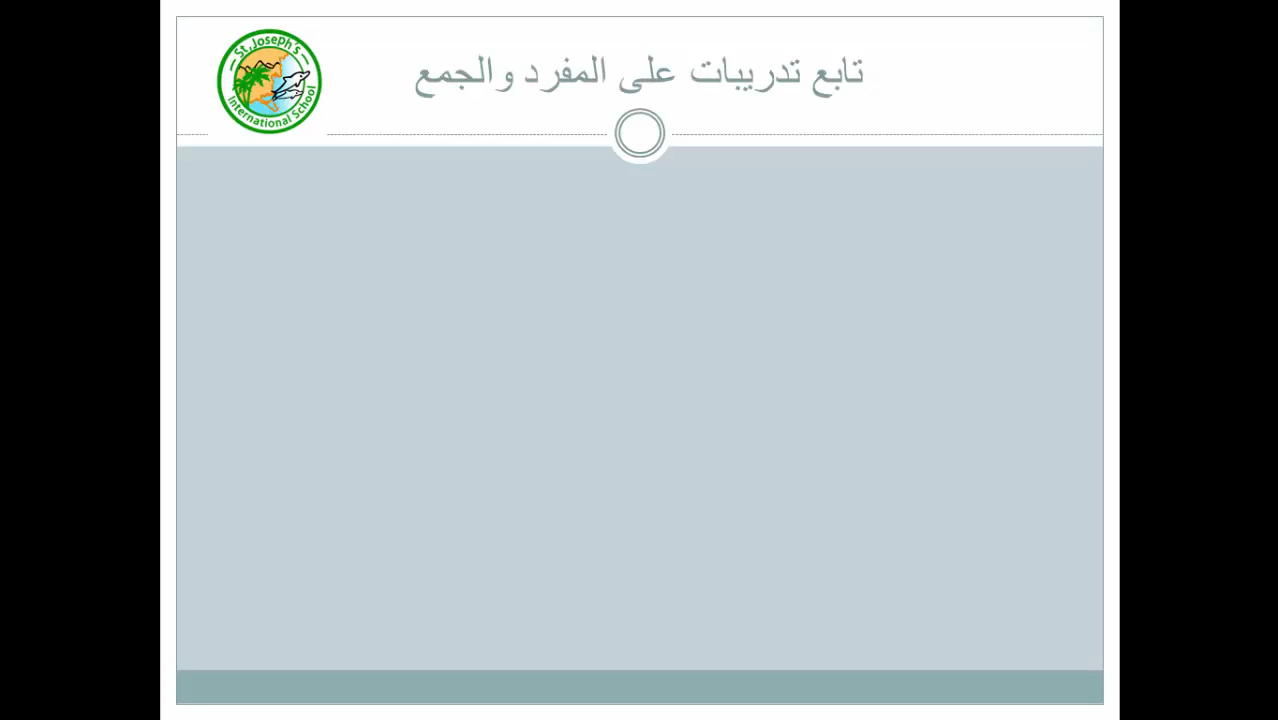 تابع تدريبات على المفرد والجمع
St. Joseph's
International School